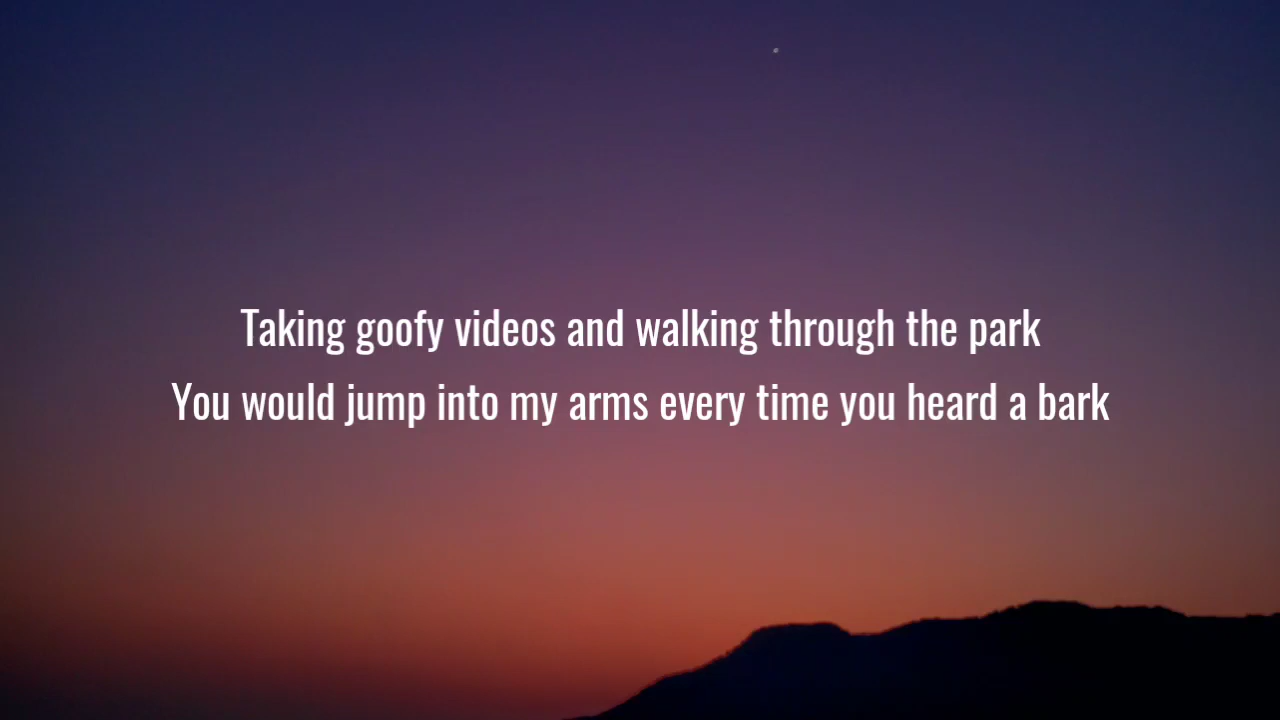 Taking goofy videos and walking through the park
You would jump into my arms every time you heard a bark